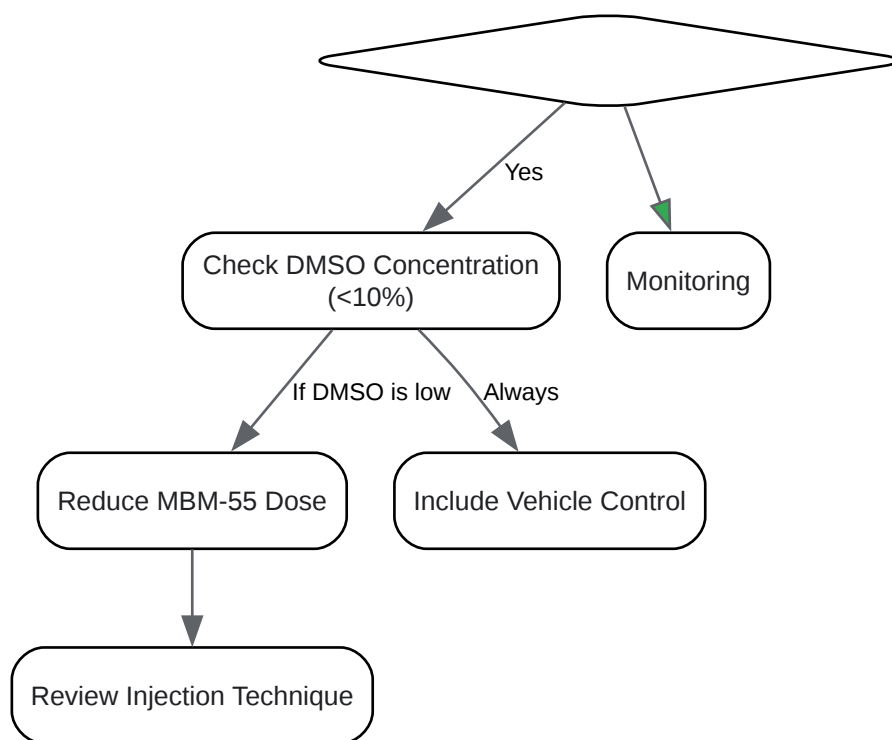 Yes
Check DMSO Concentration
(<10%)
Monitoring
If DMSO is low
Always
Reduce MBM-55 Dose
Include Vehicle Control
Review Injection Technique